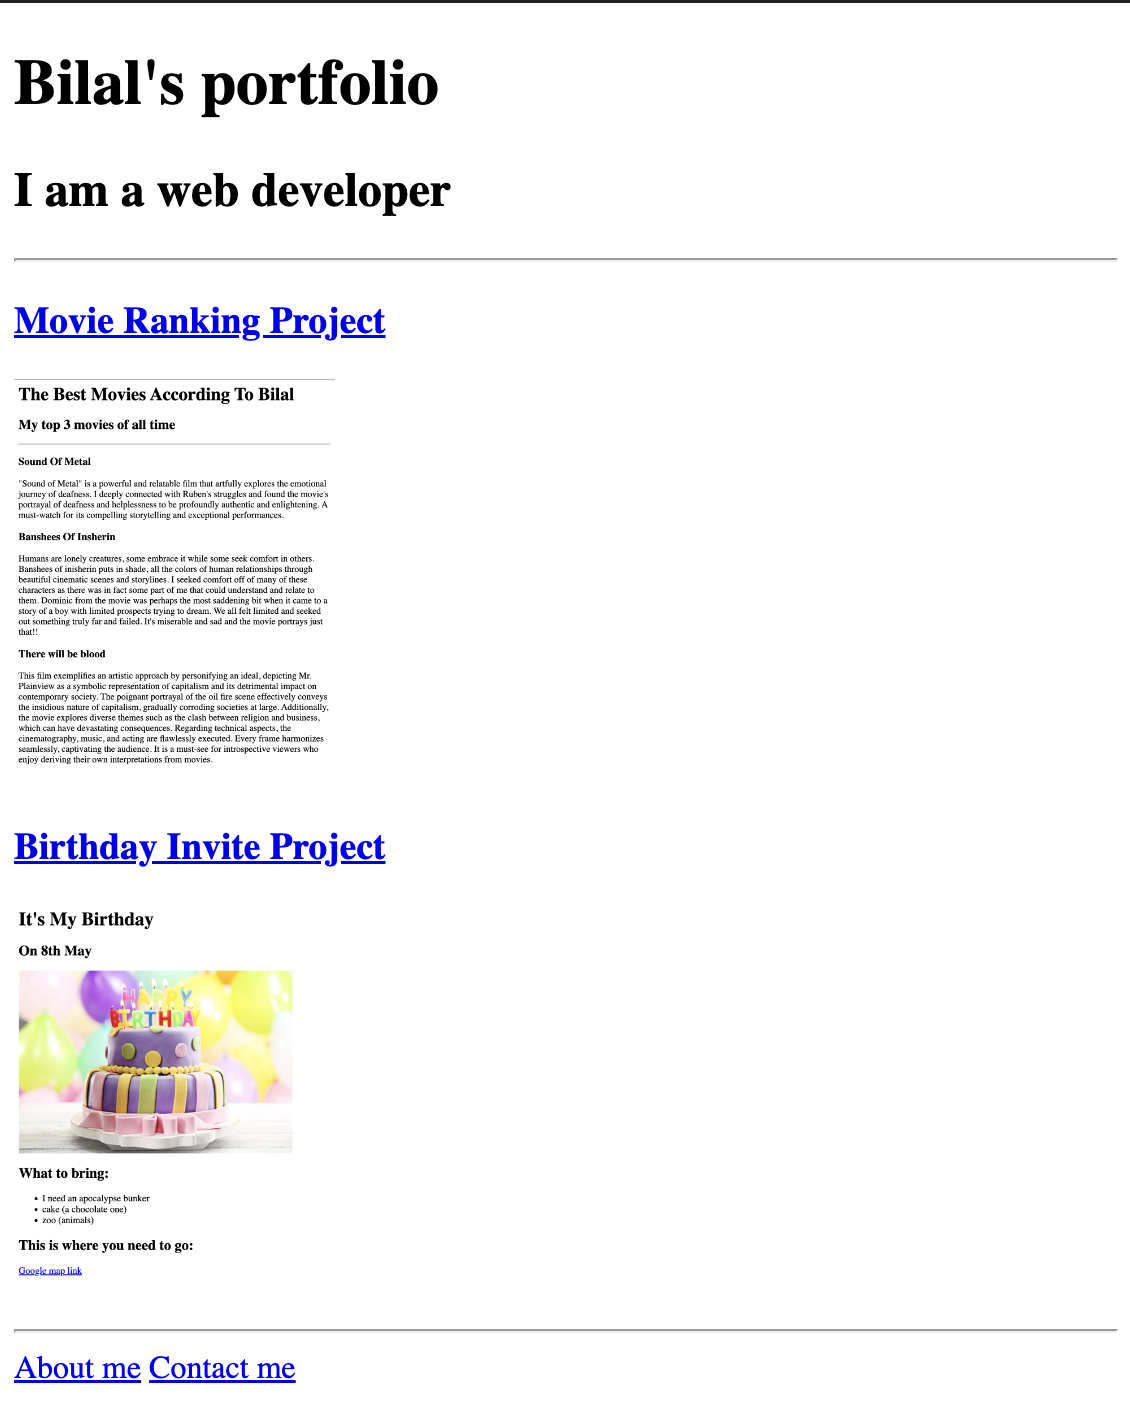 Bilal's portfolio
I am a web developer
Movie Ranking Project
The Best Movies According To Bilal
My top 3 movies of all time
Sound Of Metal
"Sound of Metal" is a powerful and relatable film that artfully explores the emotional
journey of deafness. I deeply connected with Ruben's struggles and found the movie's
portrayal of deafness and helplessness to be profoundly authentic and enlightening. A
must-watch for its compelling storytelling and exceptional performances.
Banshees Of Insherin
Humans are lonely creatures, some embrace it while some seek comfort in others.
Banshees of inisherin puts in shade, all the colors of human relationships through
beautiful cinematic scenes and storylines. I seeked comfort off of many of these
characters as there was in fact some part of me that could understand and relate to
them. Dominic from the movie was perhaps the most saddening bit when it came to a
story of a boy with limited prospects trying to dream. We all felt limited and seeked
out something truly far and failed. It's miserable and sad and the movie portrays just
that!!
There will be blood
This film exemplifies an artistic approach by personifying an ideal, depicting Mr.
Plainview as a symbolic representation of capitalism and its detrimental impact on
contemporary society. The poignant portrayal of the oil fire scene effectively conveys
the insidious nature of capitalism, gradually corroding societies at large. Additionally,
the movie explores diverse themes such as the clash between religion and business,
which can have devastating consequences. Regarding technical aspects, the
cinematography, music, and acting are flawlessly executed. Every frame harmonizes
seamlessly, captivating the audience. It is a must-see for introspective viewers who
enjoy deriving their own interpretations from movies.
Birthday Invite Project
It's My Birthday
On 8th May
HAPPY
BIRTHDAY
What to bring:
• I need an apocalypse bunker
• cake (a chocolate one)
• zoo (animals)
This is where you need to go:
Google map link
About me Contact me